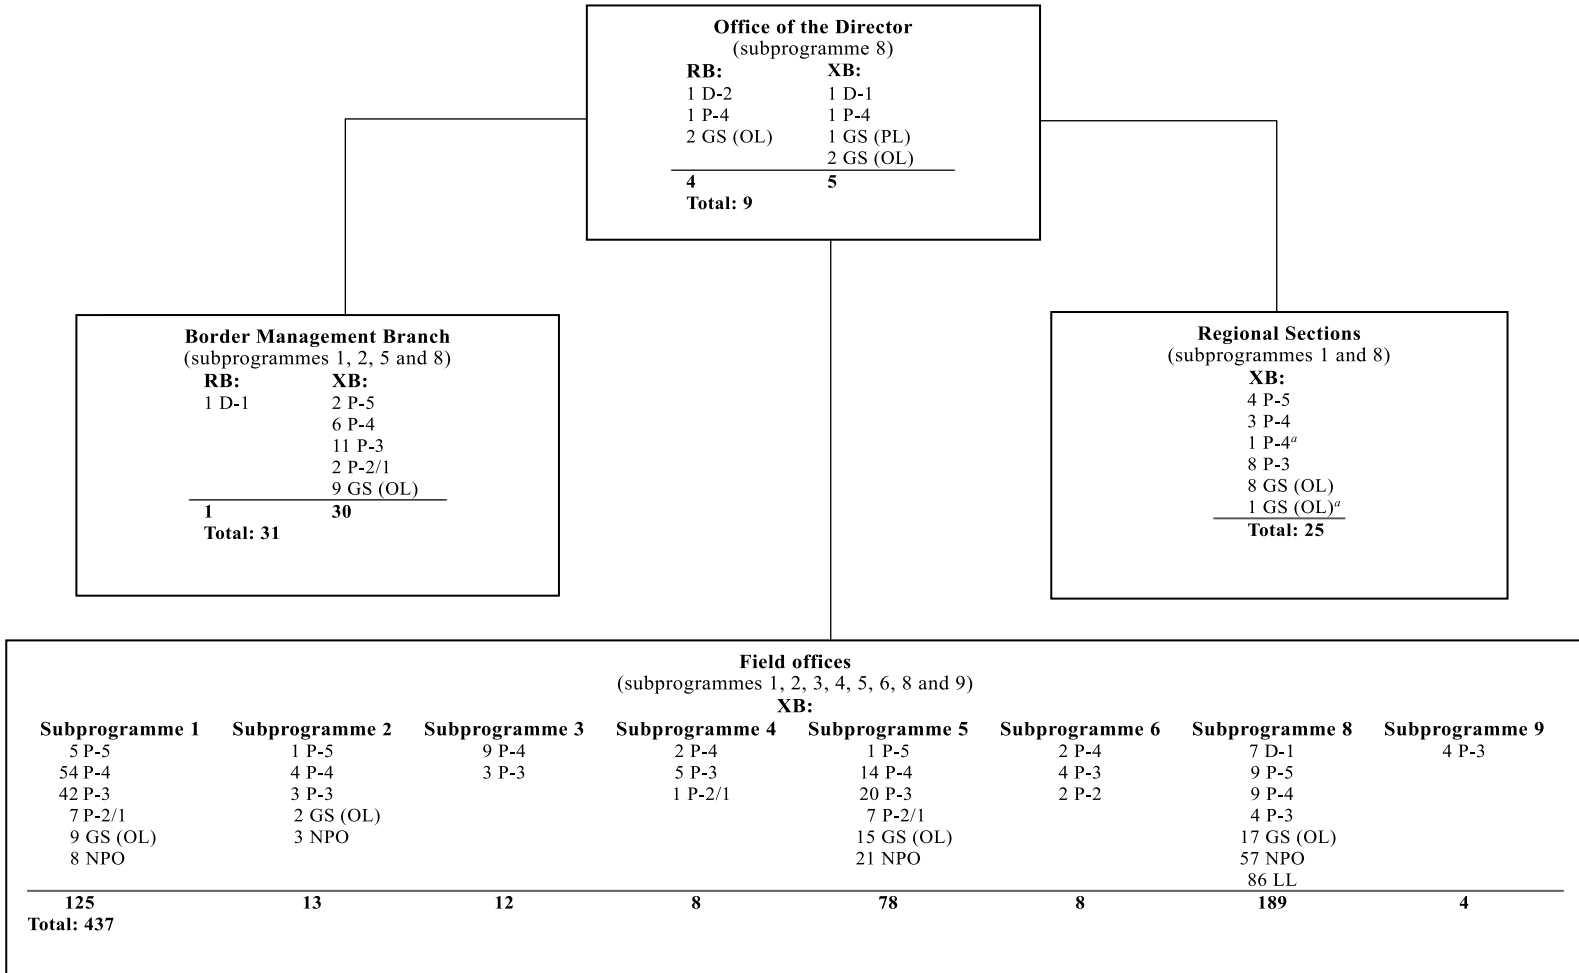 Office of the Director
(subprogramme 8)
RB: XB:
1 D-2 1 D-1
1 P-4 1 P-4
2 GS (OL) 1 GS (PL)
2 GS (OL)
4 5
Total: 9
Border Management Branch
(subprogrammes 1, 2, 5 and 8)
RB: XB:
1 D-1 2 P-5
6 P-4
11 P-3
2 P-2/1
9 GS (OL)
1 30
Total: 31
Regional Sections
(subprogrammes 1 and 8)
XB:
4 P-5
3 P-4
1 P-4a
8 P-3
8 GS (OL)
1 GS (OL)a
Total: 25
Field offices
(subprogrammes 1, 2, 3, 4, 5, 6, 8 and 9)
XB:
Subprogramme 1 Subprogramme 2 Subprogramme 3 Subprogramme 4 Subprogramme 5 Subprogramme 6 Subprogramme 8 Subprogramme 9
5 P-5 1 P-5 9 P-4 2 P-4 1 P-5 2 P-4 7 D-1 4 P-3
54 P-4 4 P-4 3 P-3 5 P-3 14 P-4 4 P-3 9 P-5
42 P-3 3 P-3 1 P-2/1 20 P-3 2 P-2 9 P-4
7 P-2/1 2 GS (OL) 7 P-2/1 4 P-3
9 GS (OL) 3 NPO 15 GS (OL) 17 GS (OL)
8 NPO 21 NPO 57 NPO
86 LL
125 13 12 8 78 8 189 4
Total: 437